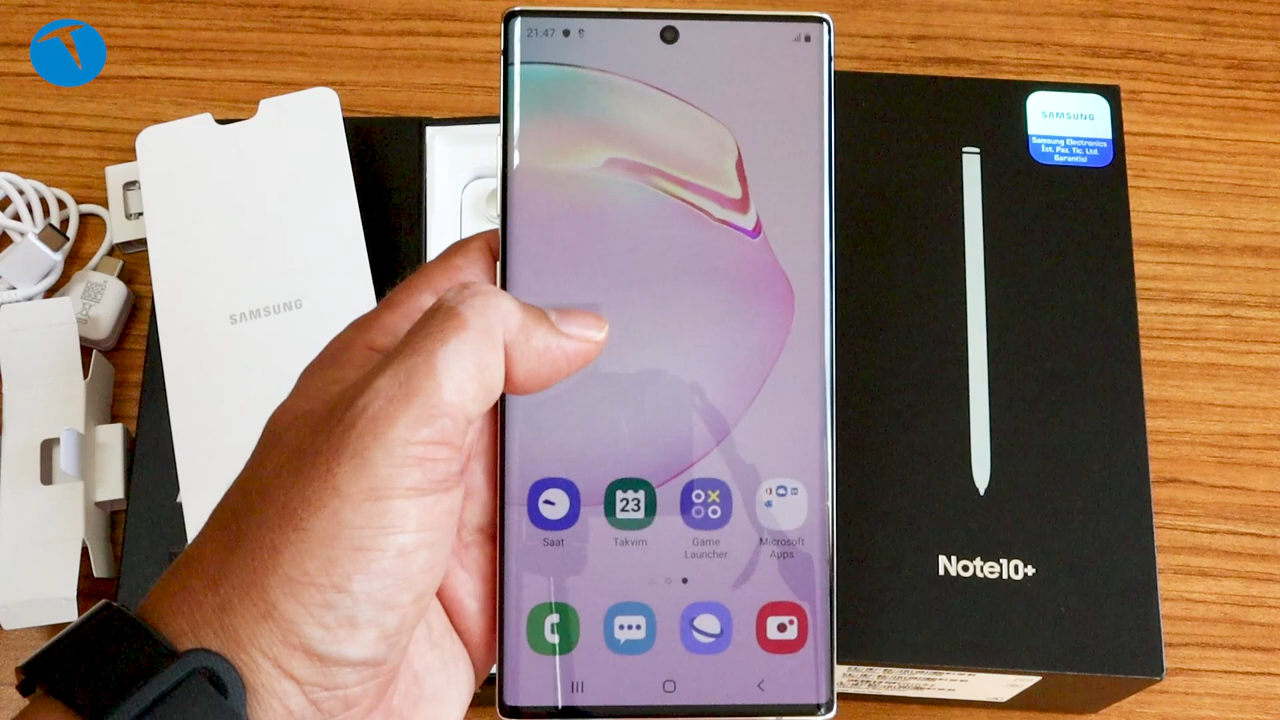 21:47
SAMSUNG
SAMSUNG
Samsung Electronics
İst. Paz. Tic. Ltd.
Garantisi
23
Saat
Takvim
Game
Launcher
Microsoft
Apps
Note10+